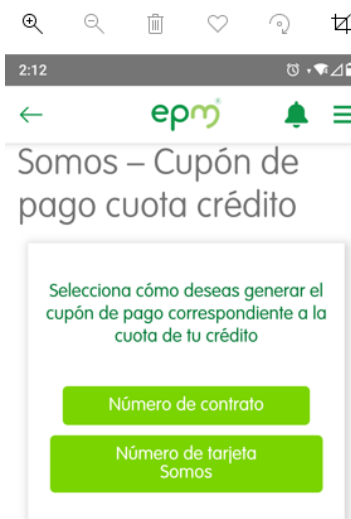 2:12
epm
Somos – Cupón de
pago cuota crédito
Selecciona cómo deseas generar el
cupón de pago correspondiente a la
cuota de tu crédito
Número de contrato
Número de tarjeta
Somos